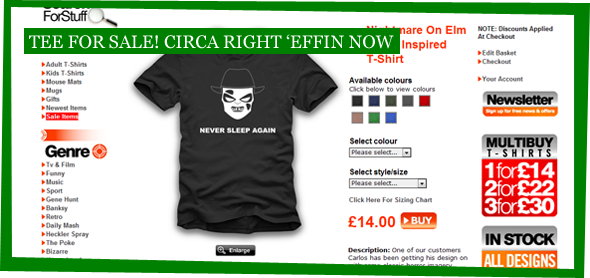 ForStuff
TEE FOR SALE! CIRCA RIGHT ‘EFFIN NOW
Adult T-Shirts
Kids T-Shirts
Mouse Mats
Mugs
Gifts
Newest Items
Sale Items
Genre
Tv & Film
Funny
Music
Sport
Gene Hunt
Banksy
Retro
Daily Mash
Heckler Spray
The Poke
Bizarre
NEVER SLEEP AGAIN
Enlarge
Nightmare On Elm
Inspired
T-Shirt
Available colours
Click below to view colours
Select colour
Please select...
Select style/size
Please select...
Click Here For Sizing Chart
£14.00
BUY
Description: One of our customers
Carlos has been getting his design on
NOTE: Discounts Applied
At Checkout
Edit Basket
Checkout
Your Account
Newsletter
Sign up for free news & offers
MULTIBUY
T-SHIRTS
1 for £14
2 for £22
3 for £30
IN STOCK
ALL DESIGNS